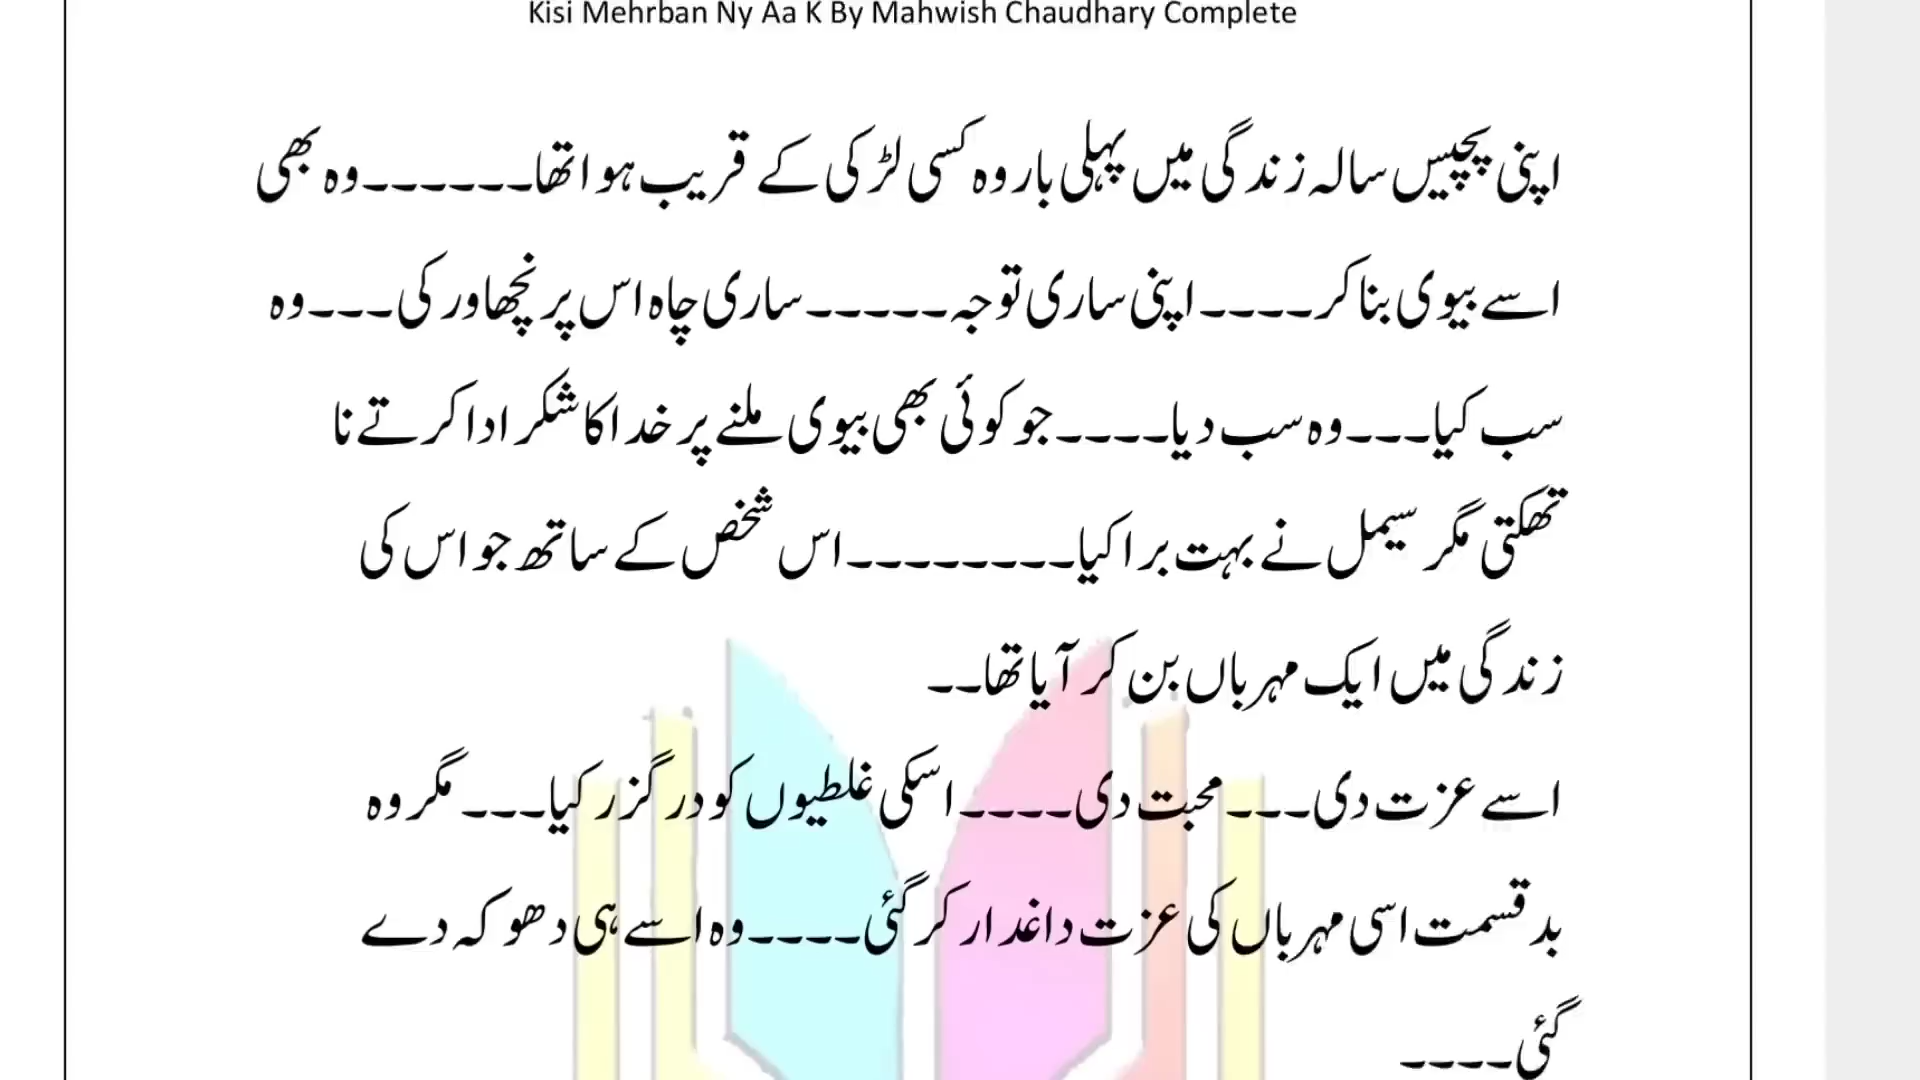 Kisi Mehrban Ny Aa K By Mahwish Chaudhary Complete
اپنی پچیس سالہ زندگی میں پہلی بار وہ کسی لڑکی کے قریب ہوا تھا۔۔۔۔۔۔وہ بھی
اسے بیوی بنا کر۔۔۔۔اپنی ساری توجہ۔۔۔۔۔ساری چاہ اس پر نچھاور کی۔۔۔وہ
سب کیا۔۔۔وہ سب دیا۔۔۔۔جو کوئی بھی بیوی ملنے پر خدا کا شکر ادا کرتے نا
تھکتی مگر سیمل نے بہت برا کیا۔۔۔۔۔۔۔۔اس شخص کے ساتھ جو اس کی
زندگی میں ایک مہرباں بن کر آیا تھا۔۔
اسے عزت دی۔۔۔محبت دی۔۔۔۔اسکی غلطیوں کو درگزر کیا۔۔۔مگر وہ
بدقسمت اسی مہرباں کی عزت داغدار کر گئی۔۔۔۔وہ اسے ہی دھوکہ دے
گئی۔۔۔۔